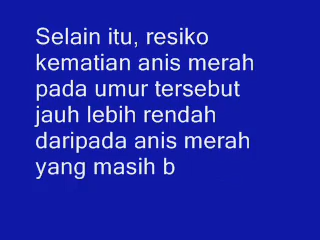 Selain itu, resiko
kematian anis merah
pada umur tersebut
jauh lebih rendah
daripada anis merah
yang masih b